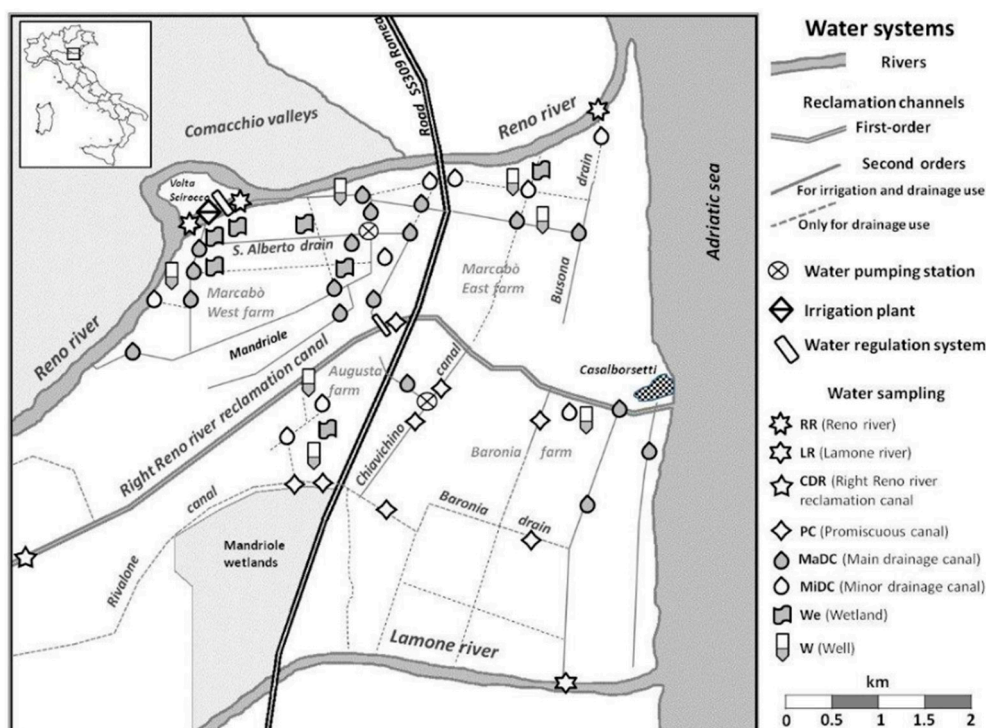 Comacchio valleys
Road SS309 Romea
Reno river
Volta
Scirocco
drain
Adriatic sea
S. Alberto drain
Marcabò
West farm
Marcabò
East farm
Busona
Reno river
Mandriole
Right Reno river reclamation canal
Augusta
farm
canal
Chiavichino
Casalborsetti
Baronia farm
Baronia
drain
canal
Rivalone
Mandriole
wetlands
Lamone river
Water systems
Rivers
Reclamation channels
First-order
Second orders
For irrigation and drainage use
Only for drainage use
Water pumping station
Irrigation plant
Water regulation system
Water sampling
RR (Reno river)
LR (Lamone river)
CDR (Right Reno river
reclamation canal
PC (Promiscuous canal)
MaDC (Main drainage canal)
MiDC (Minor drainage canal)
We (Wetland)
W (Well)
km
0 0.5 1 1.5 2